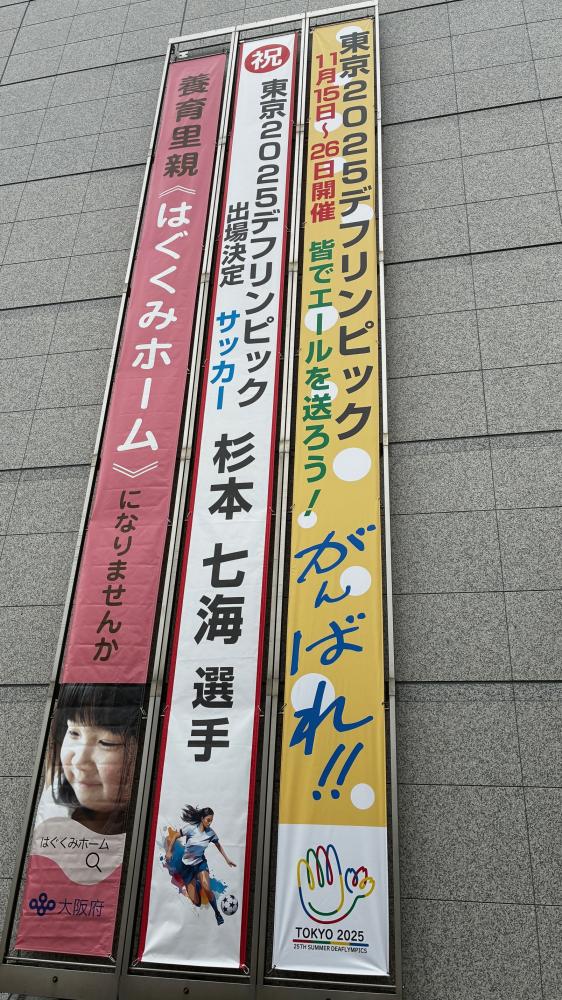 東京2025デフリンピック
11月15日~26日開催 皆でエールを送ろう!
がんばれ!!
TOKYO 2025
25TH SUMMER DEAFLYMPICS
祝
東京2025デフリンピック
出場決定 サッカー
杉本 七海 選手
養育里親《はぐくみホーム》になりませんか
はぐくみホーム
大阪府